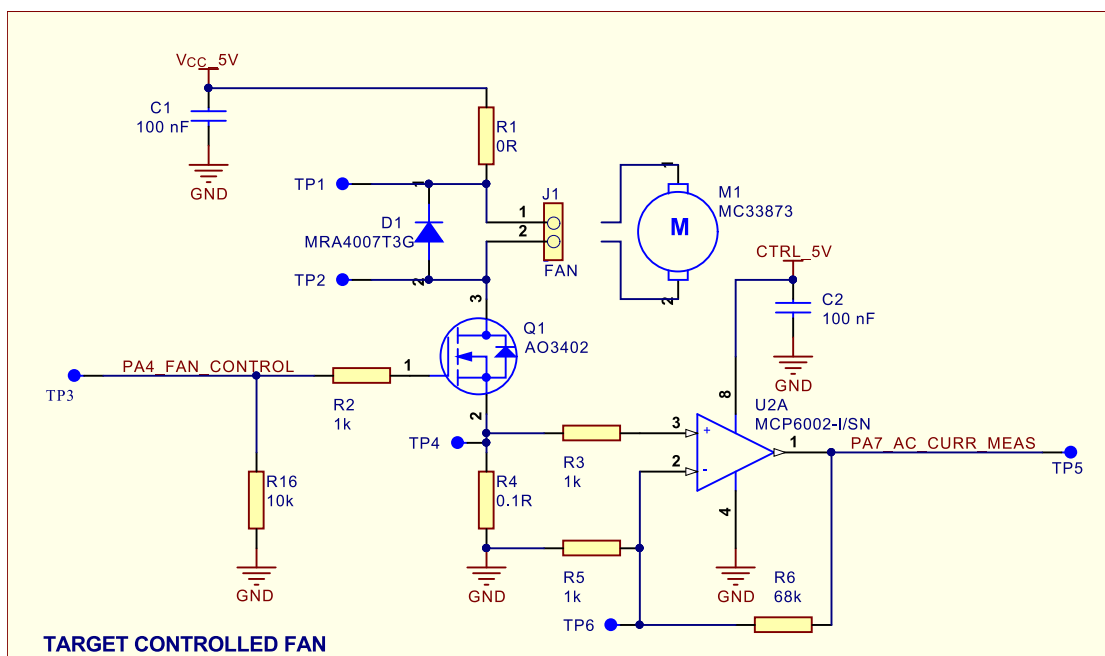 VCC_5V
C1
100 nF
GND
R1
0R
TP1
1
D1
MRA4007T3G
TP2
2
J1
1
2
FAN
1
M
2
M1
MC33873
CTRL_5V
C2
100 nF
GND
3
Q1
AO3402
PA4_FAN_CONTROL
1
TP3
R2
1k
2
TP4
R16
10k
GND
R3
1k
R4
0.1R
GND
R5
1k
8
U2A
MCP6002-I/SN
3
+
2
-
1
PA7_AC_CURR_MEAS
TP5
4
GND
R6
68k
TP6
TARGET CONTROLLED FAN